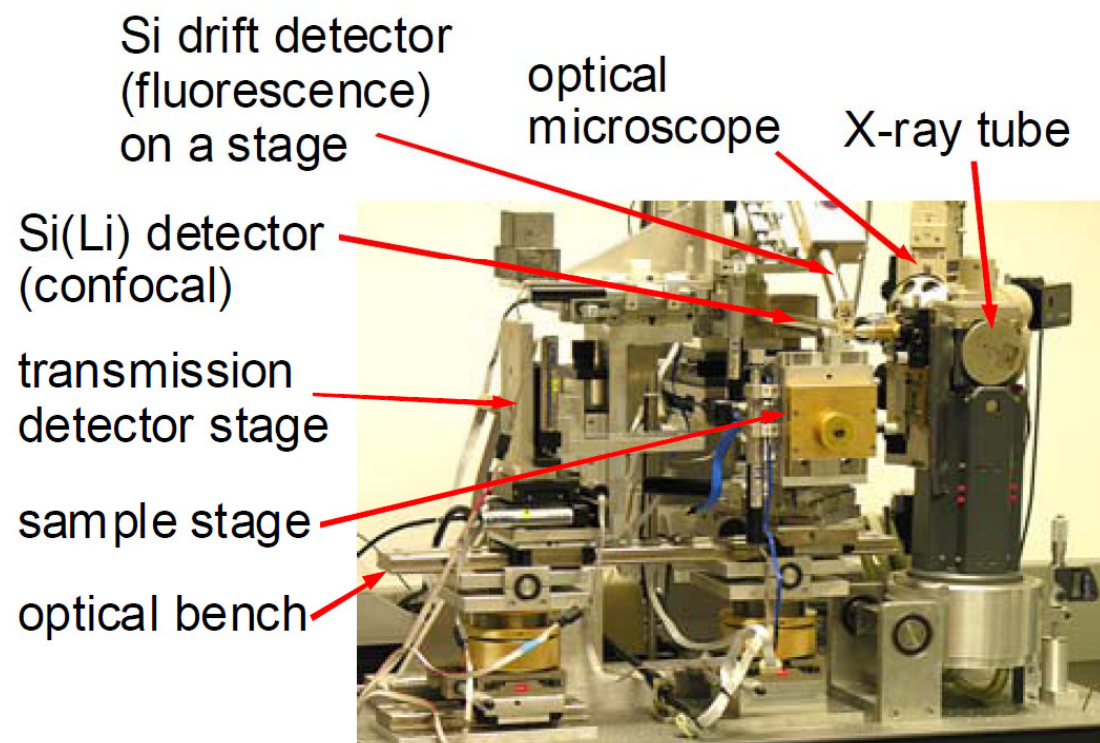 Si drift detector
(fluorescence)
on a stage
optical
microscope
X-ray tube
Si(Li) detector
(confocal)
transmission
detector stage
sample stage
optical bench